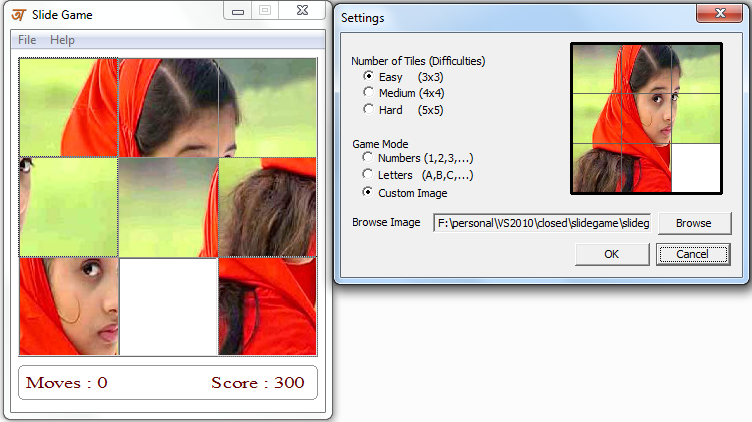 Slide Game
File Help
Moves : 0 Score : 300
Settings
Number of Tiles (Difficulties)
Easy (3x3)
Medium (4x4)
Hard (5x5)
Game Mode
Numbers (1,2,3,...)
Letters (A,B,C,...)
Custom Image
Browse Image F:\personal\VS2010\closed\slidegame\slideg Browse
OK Cancel